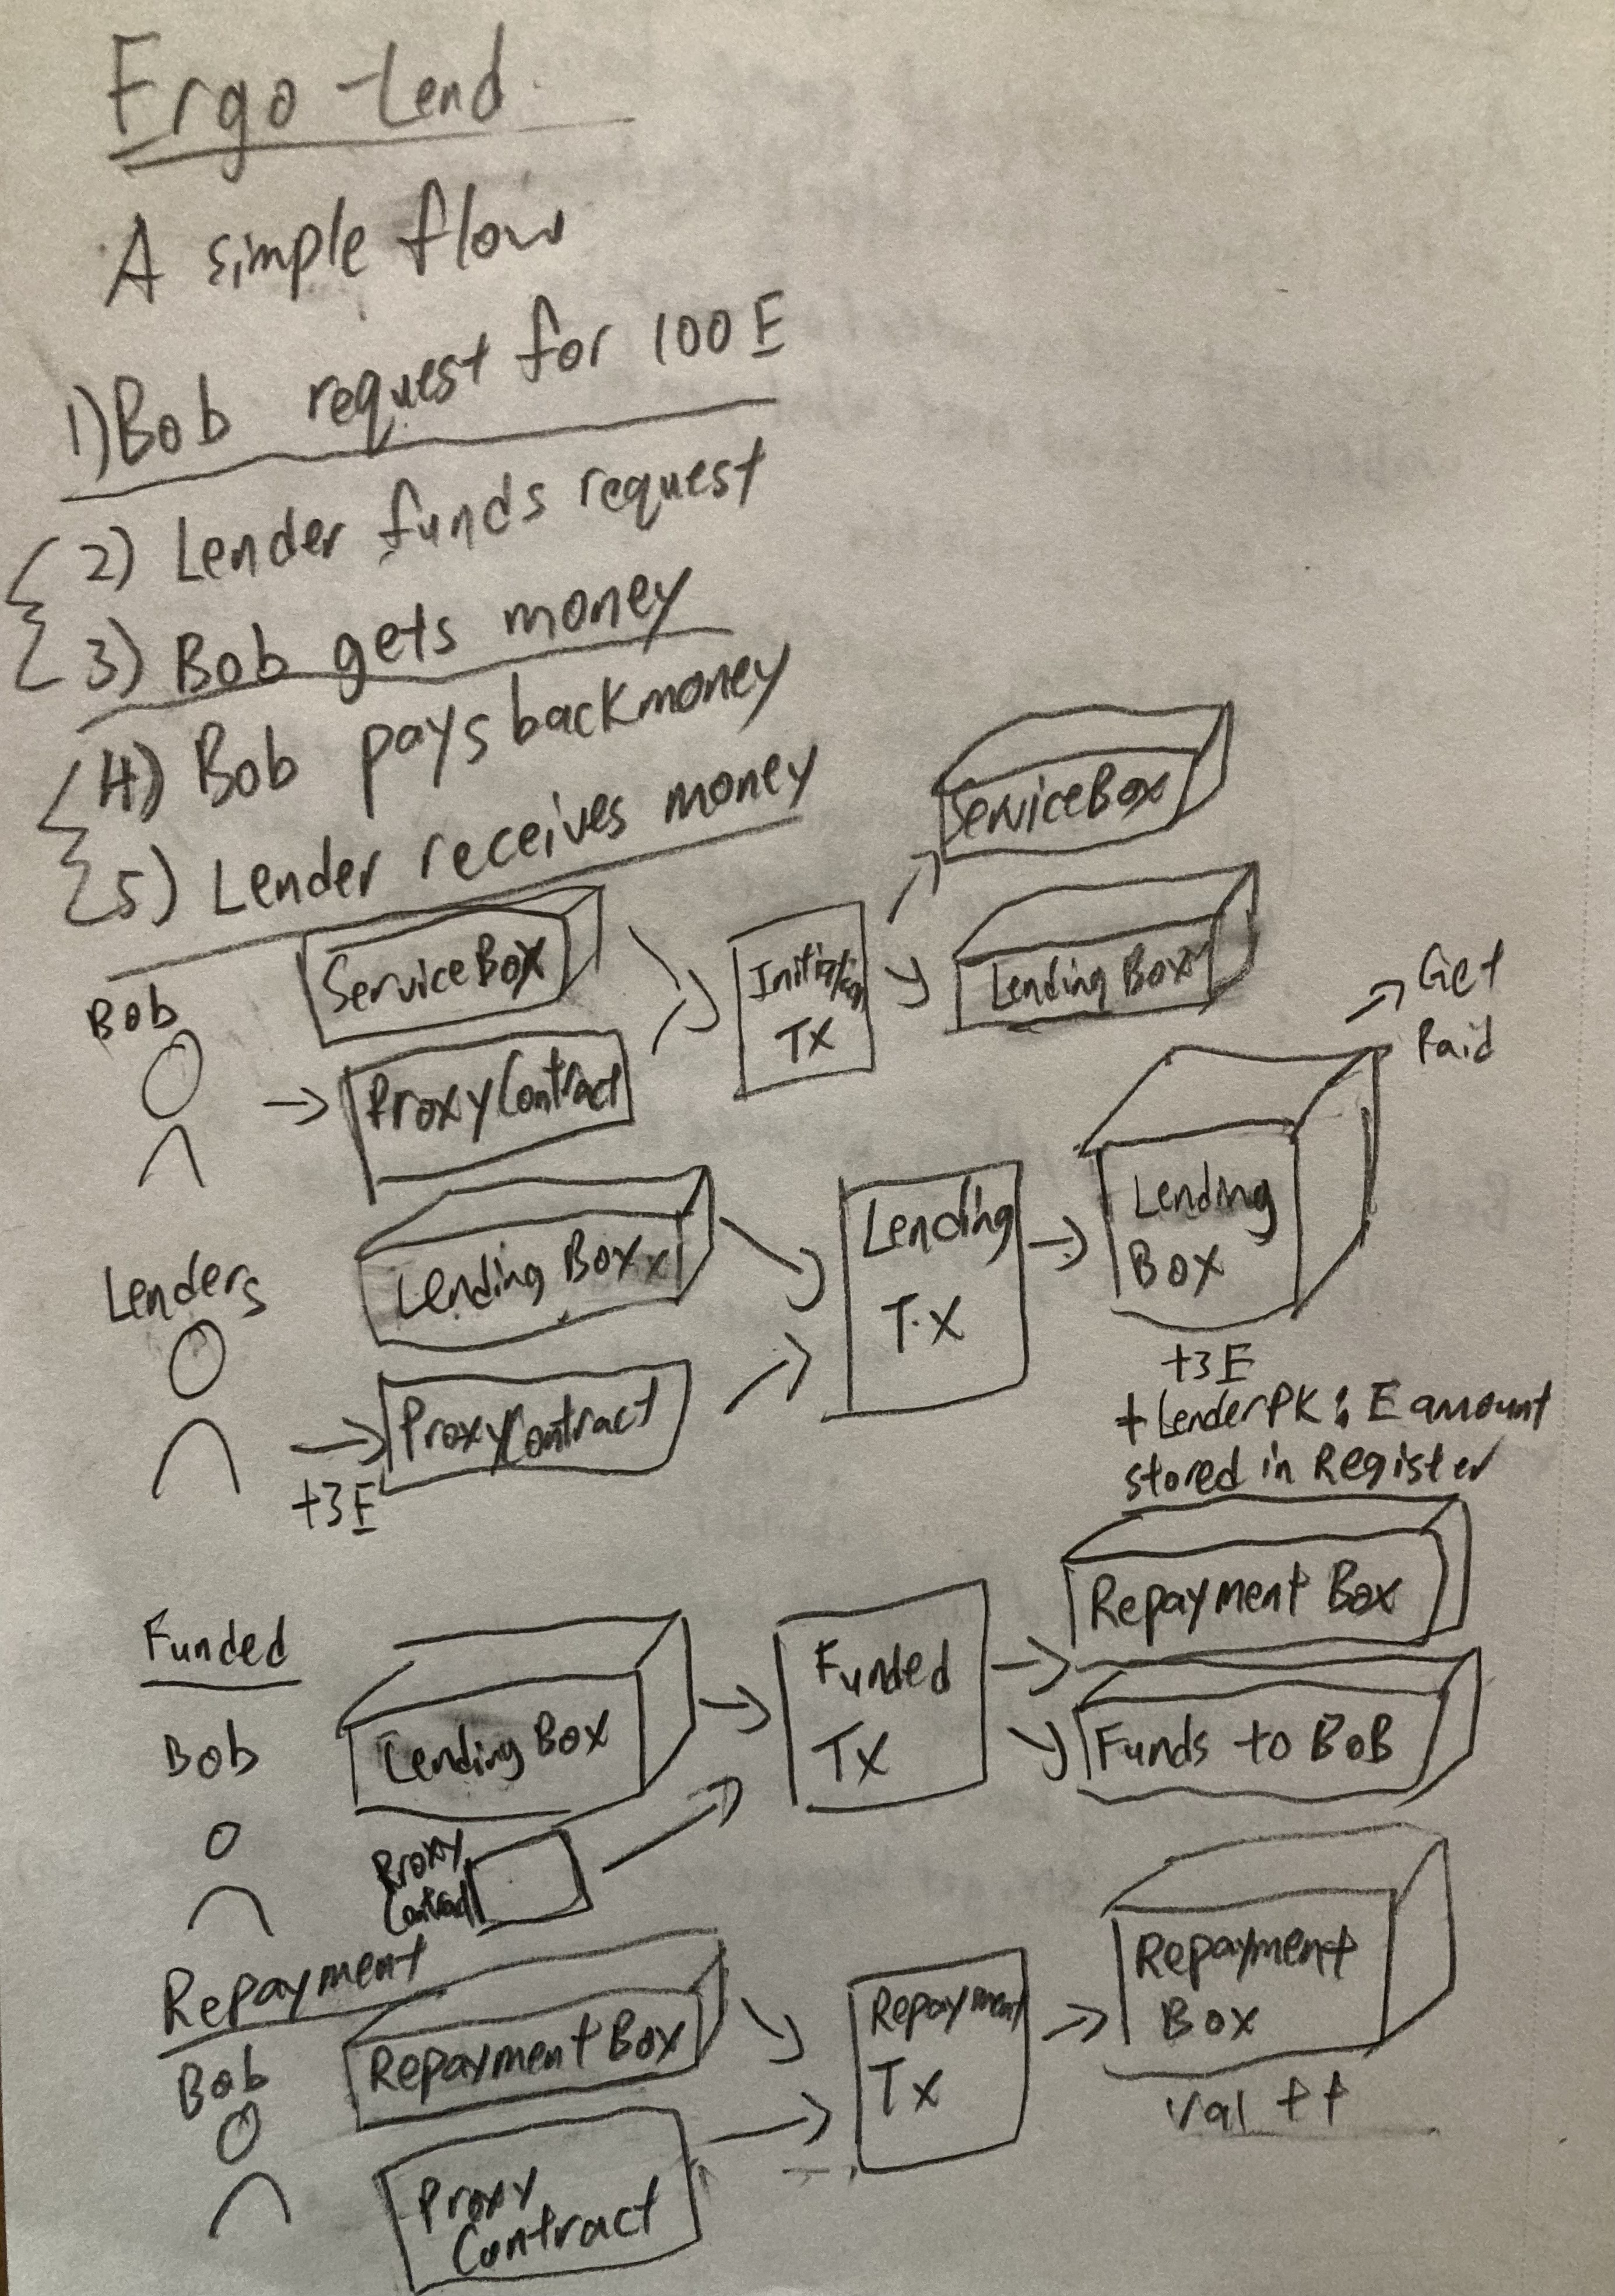 Ergo-Lend
A simple flow
1) Bob request for 100 E
2) Lender funds request
3) Bob gets money
4) Bob pays back money
5) Lender receives money
ServiceBox
ServiceBox
Lending Box
Bob
ProxyContract
TX
Get
Paid
Lenders
Lending Box
Lending
T.X
Lending
Box
+3E
ProxyContract
+3E
+ LenderPK : E amount
stored in Register
Funded
Bob
Lending Box
Proxy
Contract
Funded
TX
Repayment Box
Funds to BoB
Repayment
Bob
Repayment Box
Proxy
Contract
Repayment
Tx
Repayment
Box
Val ++